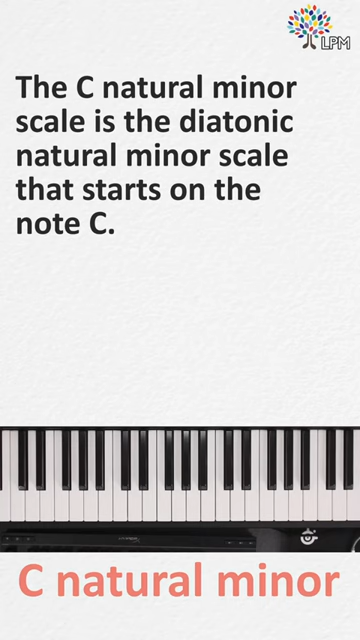 LPM
The C natural minor
scale is the diatonic
natural minor scale
that starts on the
note C.
C natural minor